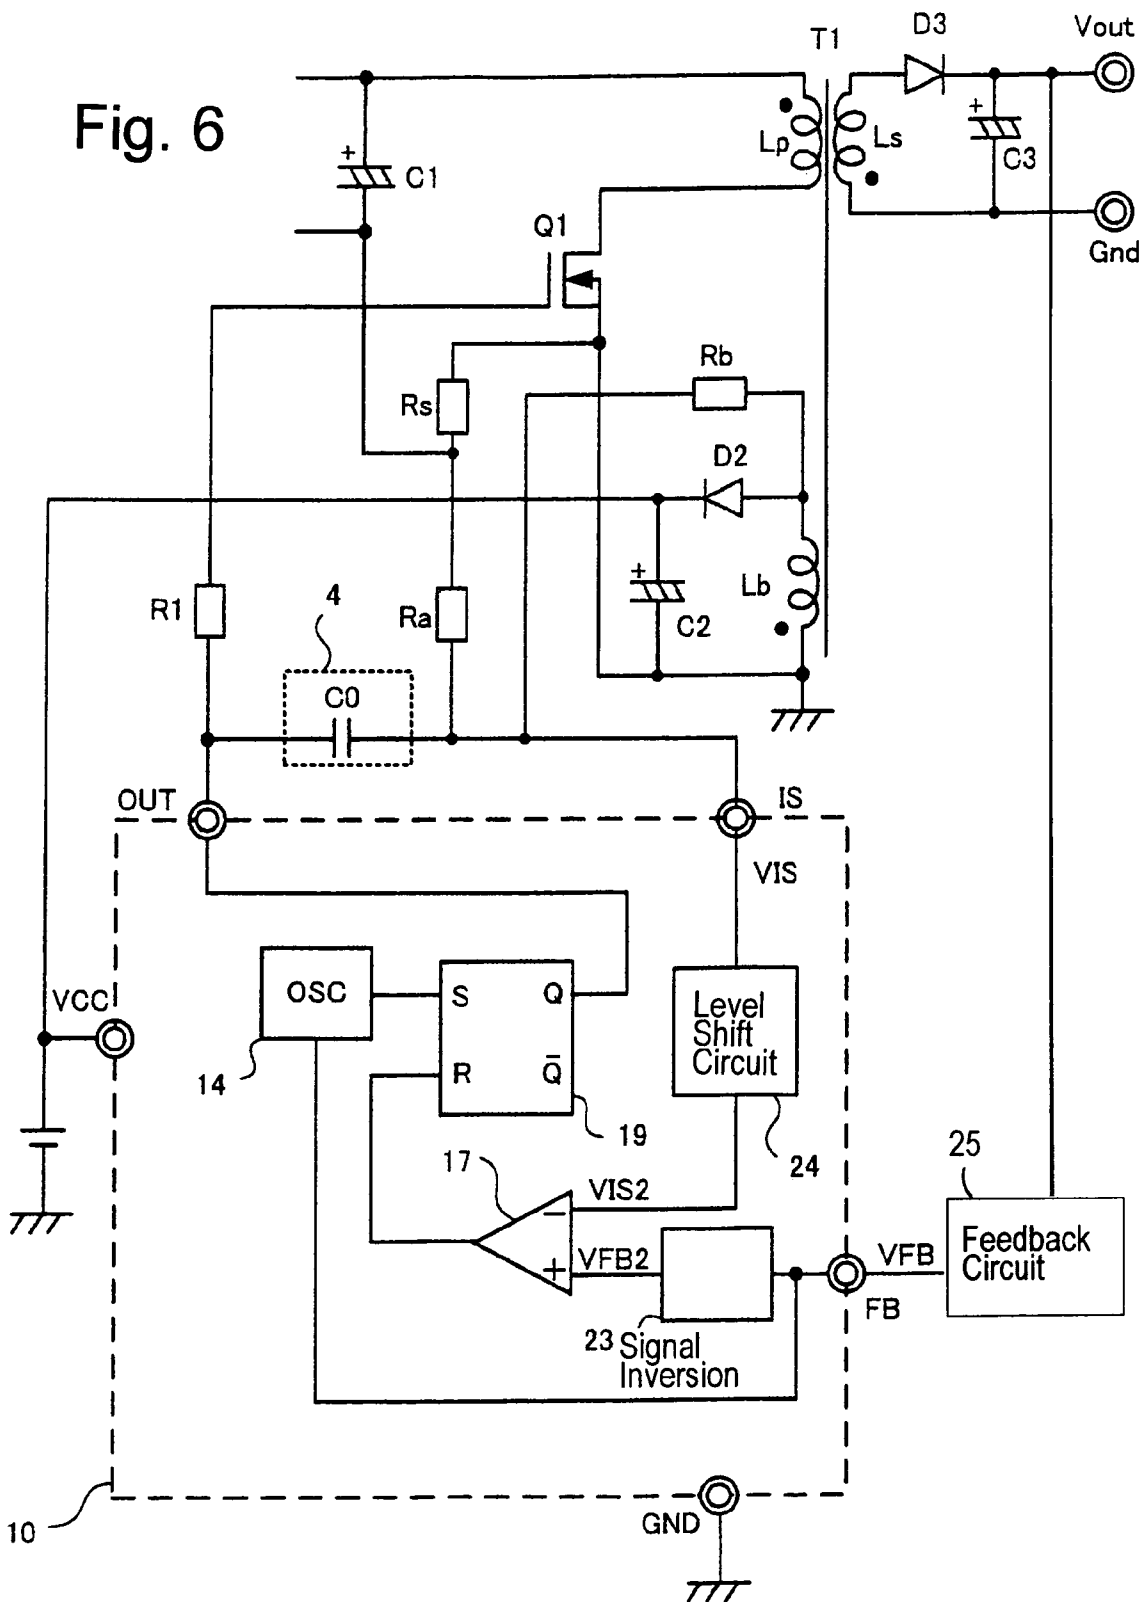 Fig. 6
T1
D3
Vout
+
C1
Lp
Ls
+
C3
Gnd
Q1
Rs
Rb
D2
R1
4
C0
Ra
+
C2
Lb
OUT
IS
VIS
VCC
OSC
14
S
Q
R
Q̄
19
Level
Shift
Circuit
24
17
VIS2
−
+
VFB2
23 Signal
Inversion
VFB
FB
25
Feedback
Circuit
10
GND